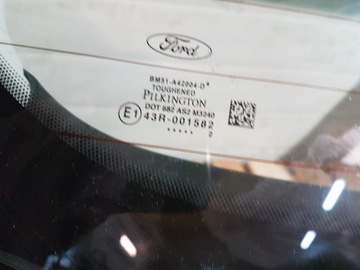 Ford
BM51-A42004-D
TOUGHENED
PILKINGTON
DOT 682 AS2 M3240
E1 43R-001582
2